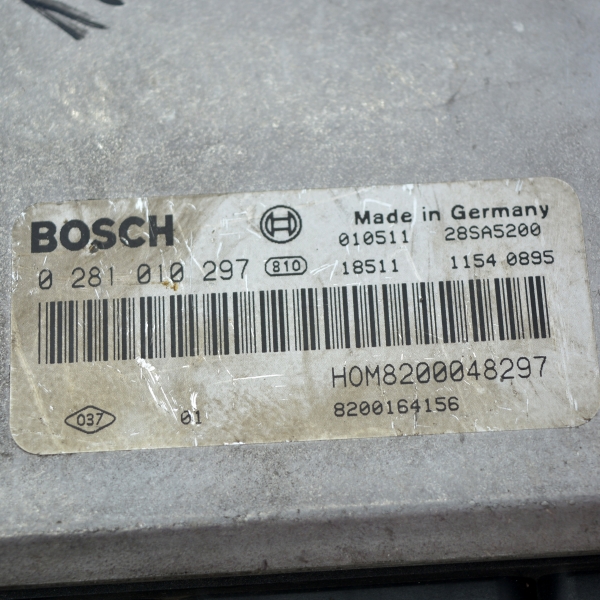 BOSCH Made in Germany
010511 28SA5200
0 281 010 297 810 18511 1154 0895
HOM8200048297
037 01 8200164156